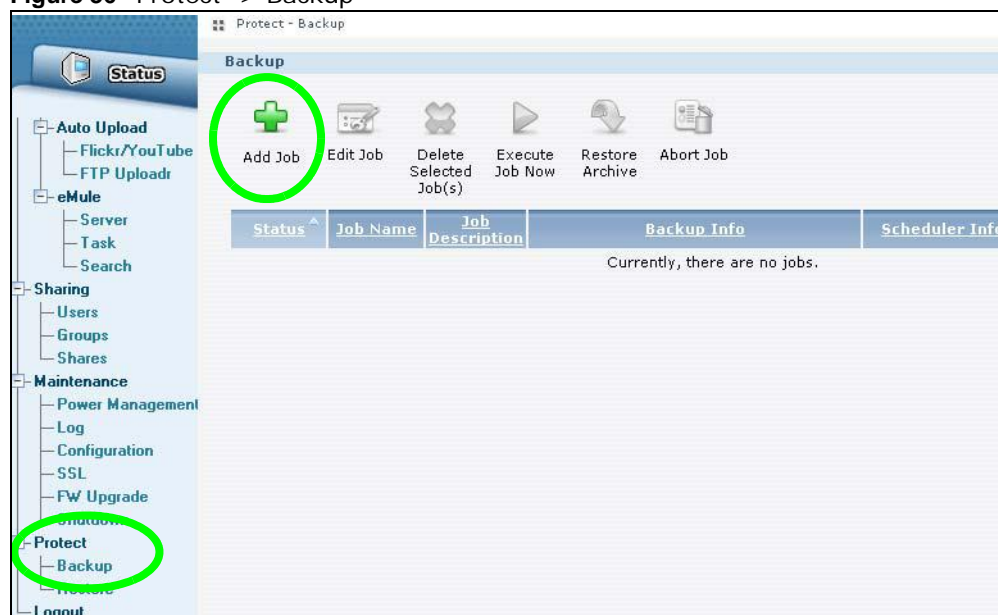 Protect - Backup
Status
Backup
Add Job
Edit Job
Delete Selected Job(s)
Execute Job Now
Restore Archive
Abort Job
Status
Job Name
Job Description
Backup Info
Scheduler Info
Currently, there are no jobs.
Auto Upload
Flickr/YouTube
FTP Uploadr
eMule
Server
Task
Search
Sharing
Users
Groups
Shares
Maintenance
Power Management
Log
Configuration
SSL
FW Upgrade
Shutdown
Protect
Backup
Restore
Logout